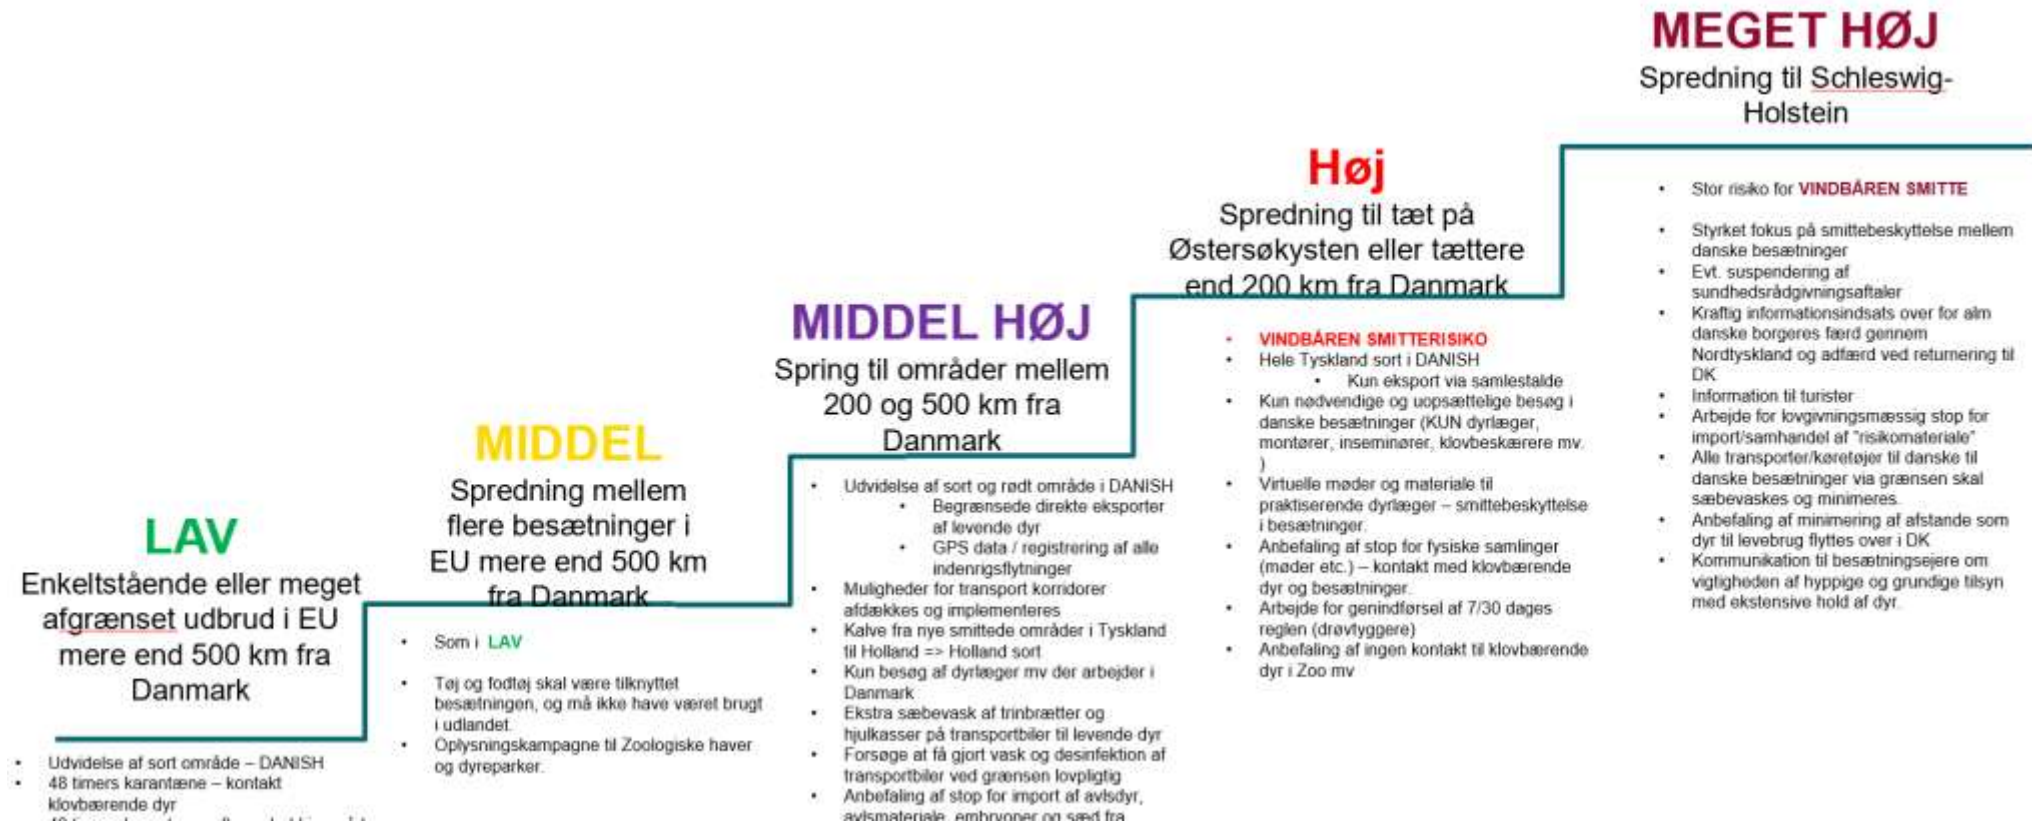 LAV
Enkeltstående eller meget
afgrænset udbrud i EU
mere end 500 km fra
Danmark
• Udvidelse af sort område – DANISH
• 48 timers karantæne – kontakt
klovbærende dyr
MIDDEL
Spredning mellem
flere besætninger i
EU mere end 500 km
fra Danmark
• Som i LAV
• Tøj og fodtøj skal være tilknyttet
besætningen, og må ikke have været brugt
i udlandet.
• Oplysningskampagne til Zoologiske haver
og dyreparker.
MIDDEL HØJ
Spring til områder mellem
200 og 500 km fra
Danmark
• Udvidelse af sort og rødt område i DANISH
• Begrænsede direkte eksporter
af levende dyr
• GPS data / registrering af alle
indenrigsflytninger
• Muligheder for transport korridorer
afdækkes og implementeres
• Kalve fra nye smittede områder i Tyskland
til Holland => Holland sort
• Kun besøg af dyrlæger mv der arbejder i
Danmark
• Ekstra sæbevask af trinbrætter og
hjulkasser på transportbiler til levende dyr
• Forsøge at få gjort vask og desinfektion af
transportbiler ved grænsen lovpligtig
• Anbefaling af stop for import af avlsdyr,
avlsmateriale, embryoner og sæd fra
Høj
Spredning til tæt på
Østersøkysten eller tættere
end 200 km fra Danmark
• VINDBÅREN SMITTERISIKO
• Hele Tyskland sort i DANISH
• Kun eksport via samlestalde
• Kun nødvendige og uopsættelige besøg i
danske besætninger (KUN dyrlæger,
montører, inseminører, klovbeskærere mv.
)
• Virtuelle møder og materiale til
praktiserende dyrlæger – smittebeskyttelse
i besætninger.
• Anbefaling af stop for fysiske samlinger
(møder etc.) – kontakt med klovbærende
dyr og besætninger.
• Arbejde for genindførsel af 7/30 dages
reglen (drøvtyggere)
• Anbefaling af ingen kontakt til klovbærende
dyr i Zoo mv
MEGET HØJ
Spredning til Schleswig-
Holstein
• Stor risiko for VINDBÅREN SMITTE
• Styrket fokus på smittebeskyttelse mellem
danske besætninger
• Evt. suspendering af
sundhedsrådgivningsaftaler
• Kraftig informationsindsats over for alm
danske borgeres færd gennem
Nordtyskland og adfærd ved returnering til
DK
• Information til turister
• Arbejde for lovgivningsmæssig stop for
import/samhandel af "risikomateriale"
• Alle transporter/køretøjer til danske til
danske besætninger via grænsen skal
sæbevaskes og minimeres.
• Anbefaling af minimering af afstande som
dyr til levebrug flyttes over i DK
• Kommunikation til besætningsejere om
vigtigheden af hyppige og grundige tilsyn
med ekstensive hold af dyr.